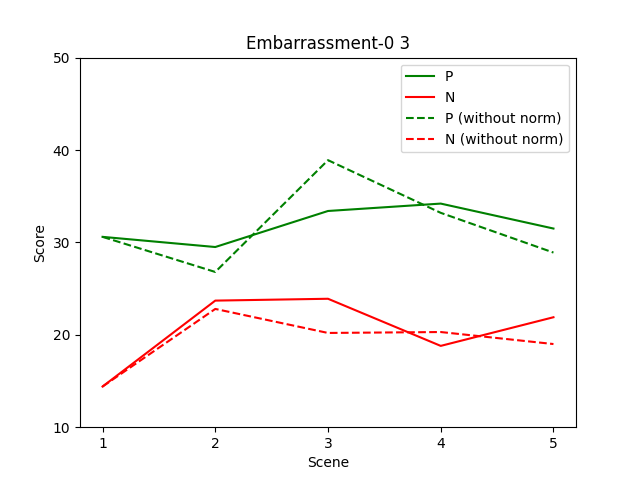 Embarrassment-0 3
50
40
30
20
10
Score
P
N
P (without norm)
N (without norm)
1 2 3 4 5
Scene